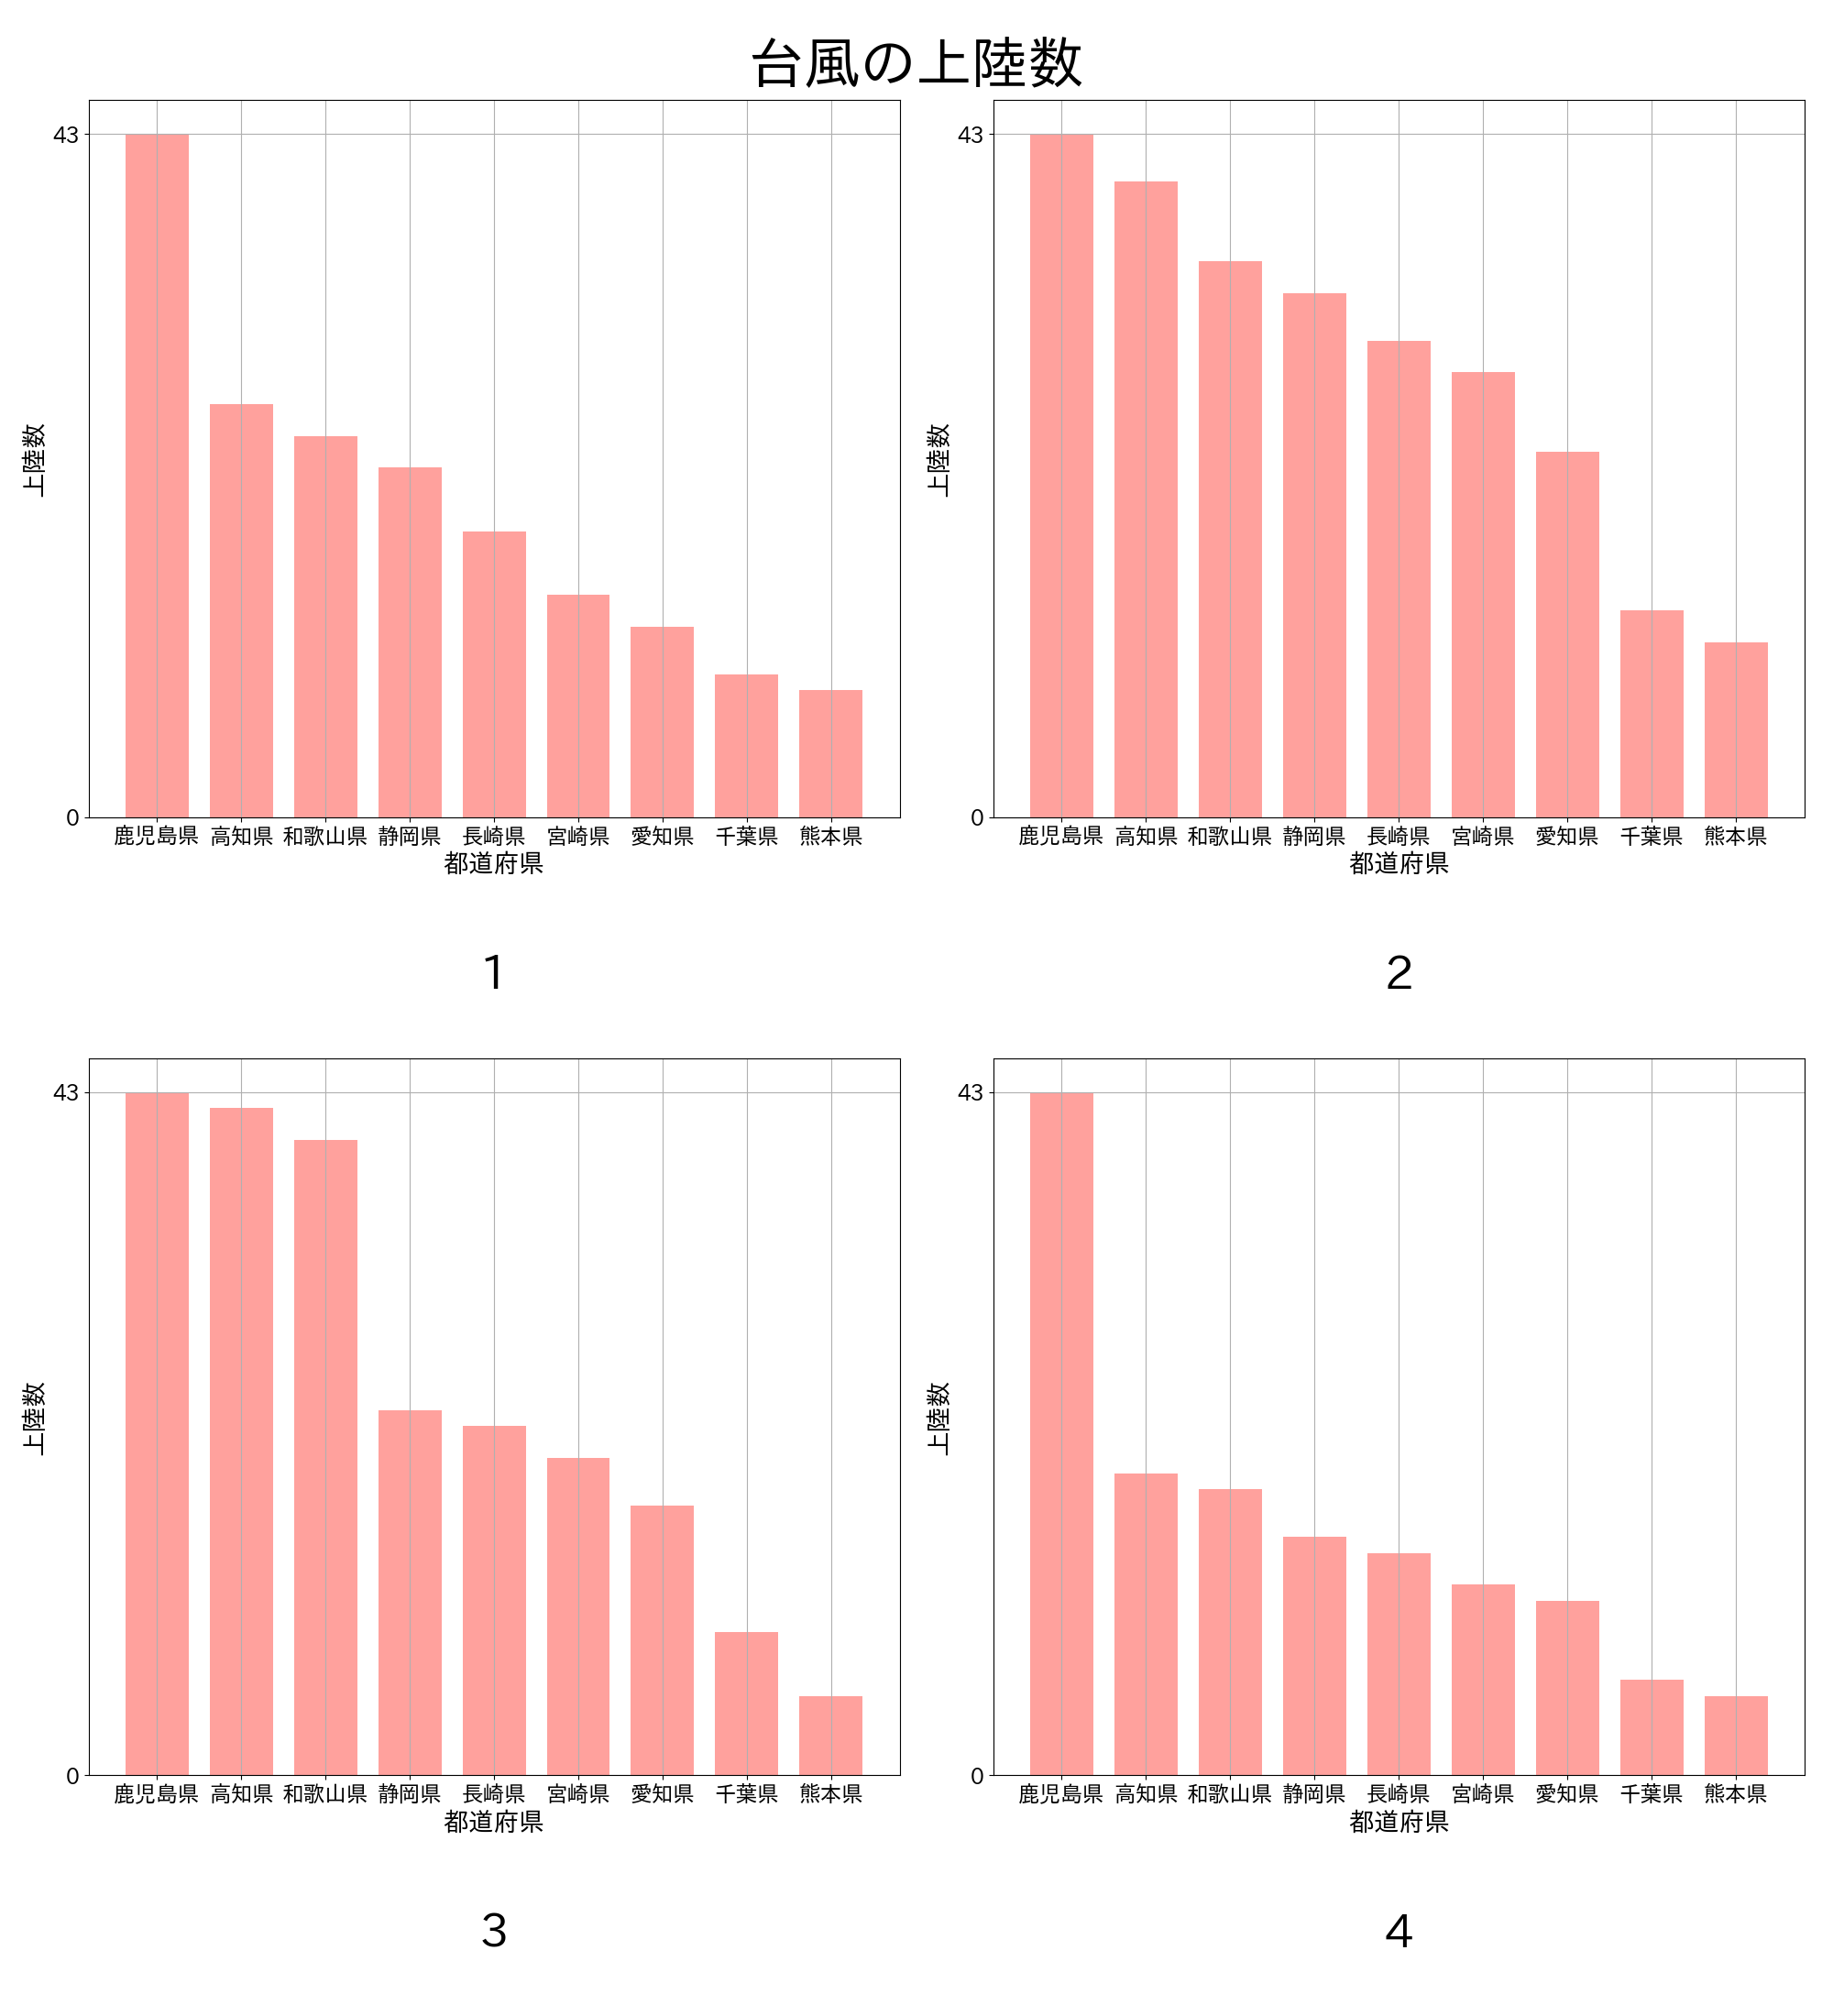 台風の上陸数
43
0
上陸数
鹿児島県 高知県 和歌山県 静岡県 長崎県 宮崎県 愛知県 千葉県 熊本県
都道府県
1
43
0
上陸数
鹿児島県 高知県 和歌山県 静岡県 長崎県 宮崎県 愛知県 千葉県 熊本県
都道府県
2
43
0
上陸数
鹿児島県 高知県 和歌山県 静岡県 長崎県 宮崎県 愛知県 千葉県 熊本県
都道府県
3
43
0
上陸数
鹿児島県 高知県 和歌山県 静岡県 長崎県 宮崎県 愛知県 千葉県 熊本県
都道府県
4